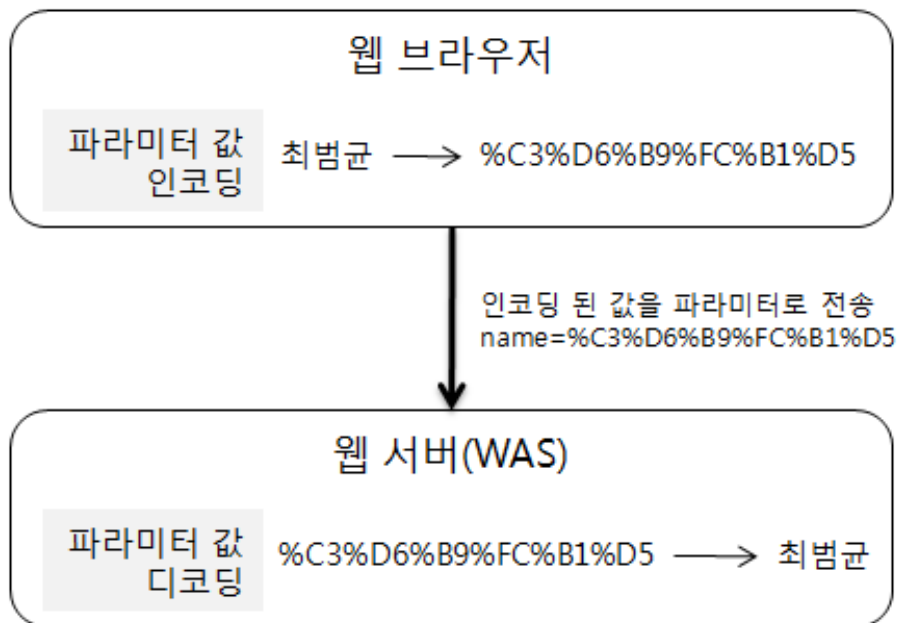 웹 브라우저
파라미터 값
인코딩
최범균 → %C3%D6%B9%FC%B1%D5
인코딩 된 값을 파라미터로 전송
name=%C3%D6%B9%FC%B1%D5
웹 서버(WAS)
파라미터 값
디코딩
%C3%D6%B9%FC%B1%D5 → 최범균